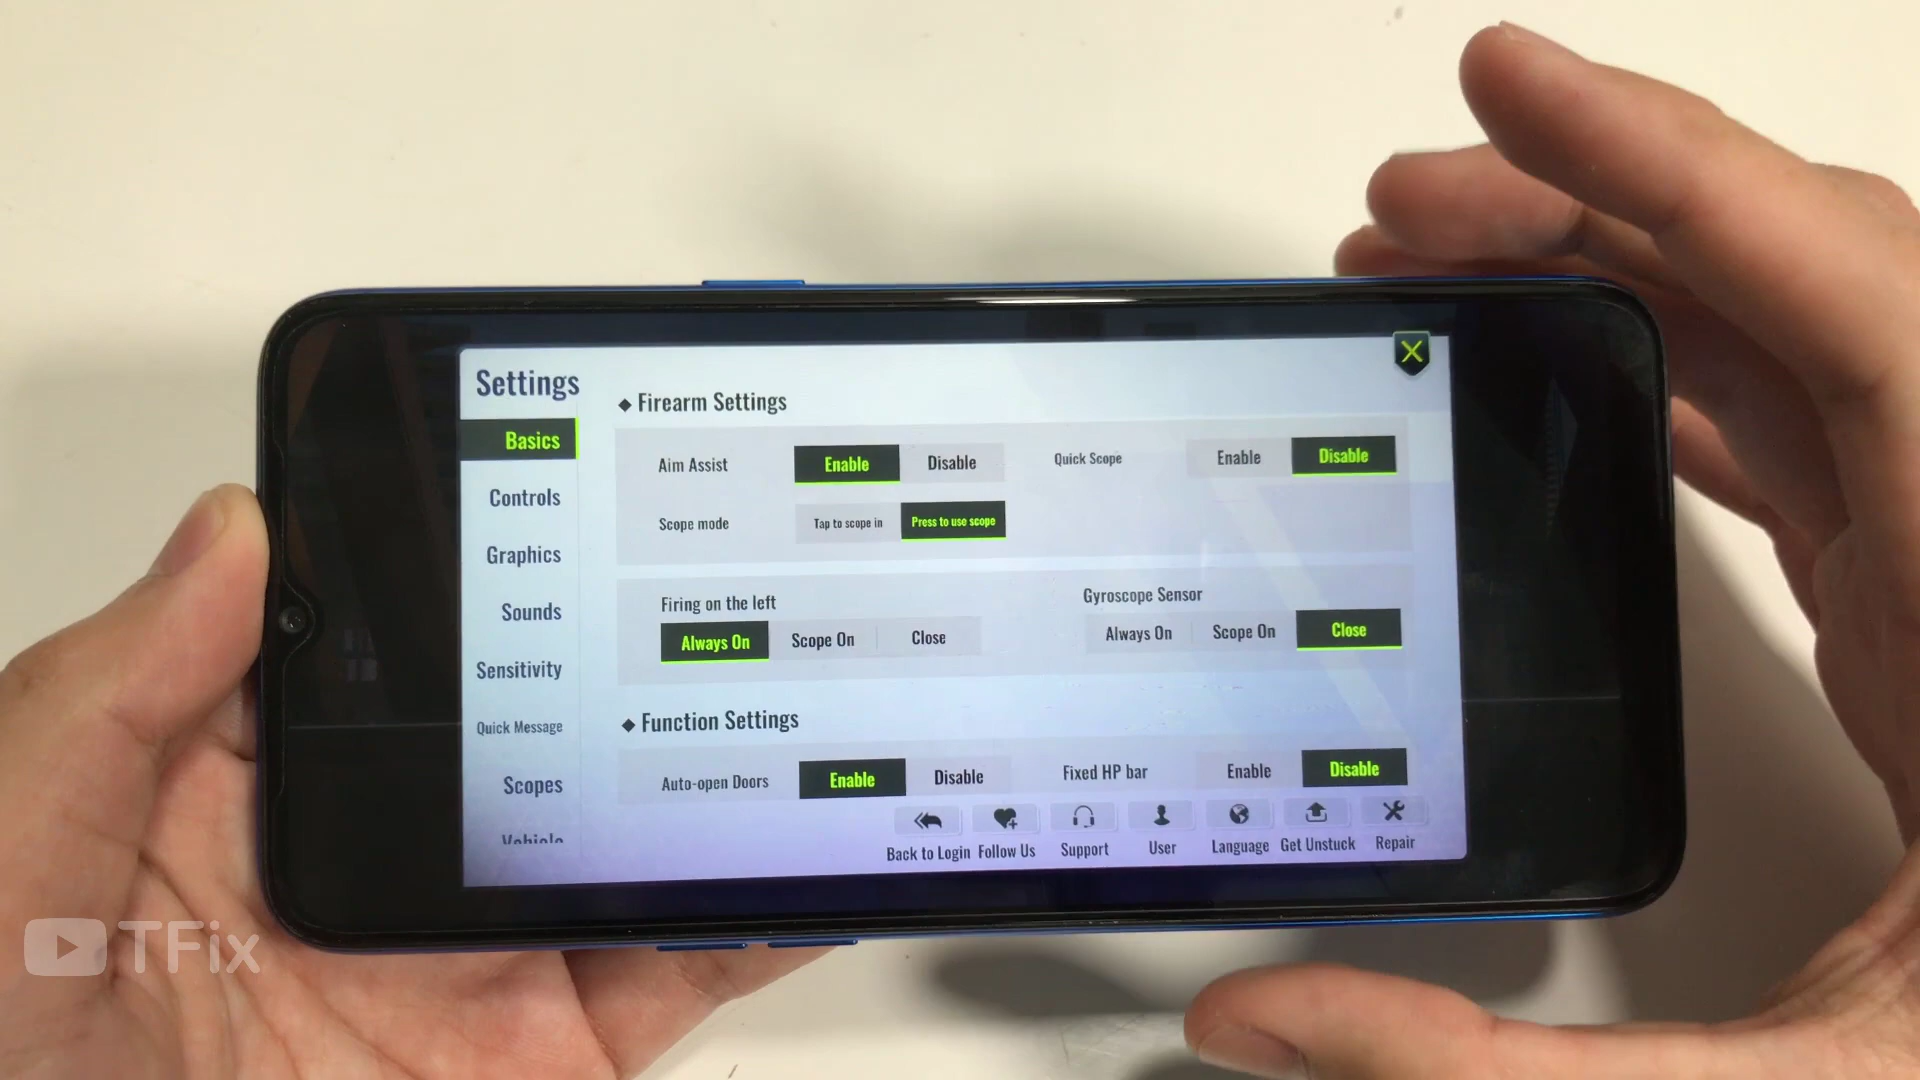 Settings
Basics
Controls
Graphics
Sounds
Sensitivity
Quick Message
Scopes
Vehicle
Firearm Settings
Aim Assist Enable Disable Quick Scope Enable Disable
Scope mode Tap to scope in Press to use scope
Firing on the left Gyroscope Sensor
Always On Scope On Close Always On Scope On Close
Function Settings
Auto-open Doors Enable Disable Fixed HP bar Enable Disable
Back to Login Follow Us Support User Language Get Unstuck Repair
TFix